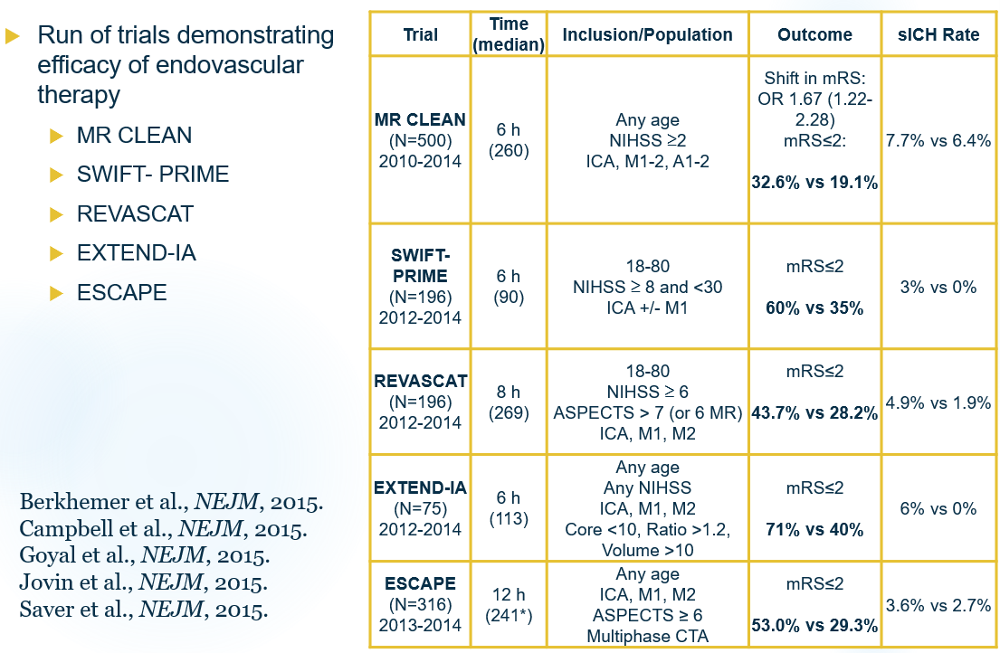 Run of trials demonstrating
efficacy of endovascular
therapy
MR CLEAN
SWIFT- PRIME
REVASCAT
EXTEND-IA
ESCAPE
Berkhemer et al., NEJM, 2015.
Campbell et al., NEJM, 2015.
Goyal et al., NEJM, 2015.
Jovin et al., NEJM, 2015.
Saver et al., NEJM, 2015.
Trial
Time
(median)
Inclusion/Population
Outcome
sICH Rate
MR CLEAN
(N=500)
2010-2014
6 h
(260)
Any age
NIHSS ≥2
ICA, M1-2, A1-2
Shift in mRS:
OR 1.67 (1.22-
2.28)
mRS≤2:
32.6% vs 19.1%
7.7% vs 6.4%
SWIFT-
PRIME
(N=196)
2012-2014
6 h
(90)
18-80
NIHSS ≥ 8 and <30
ICA +/- M1
mRS≤2
60% vs 35%
3% vs 0%
REVASCAT
(N=196)
2012-2014
8 h
(269)
18-80
NIHSS ≥ 6
ASPECTS > 7 (or 6 MR)
ICA, M1, M2
mRS≤2
43.7% vs 28.2%
4.9% vs 1.9%
EXTEND-IA
(N=75)
2012-2014
6 h
(113)
Any age
Any NIHSS
ICA, M1, M2
Core <10, Ratio >1.2,
Volume >10
mRS≤2
71% vs 40%
6% vs 0%
ESCAPE
(N=316)
2013-2014
12 h
(241*)
Any age
ICA, M1, M2
ASPECTS ≥ 6
Multiphase CTA
mRS≤2
53.0% vs 29.3%
3.6% vs 2.7%